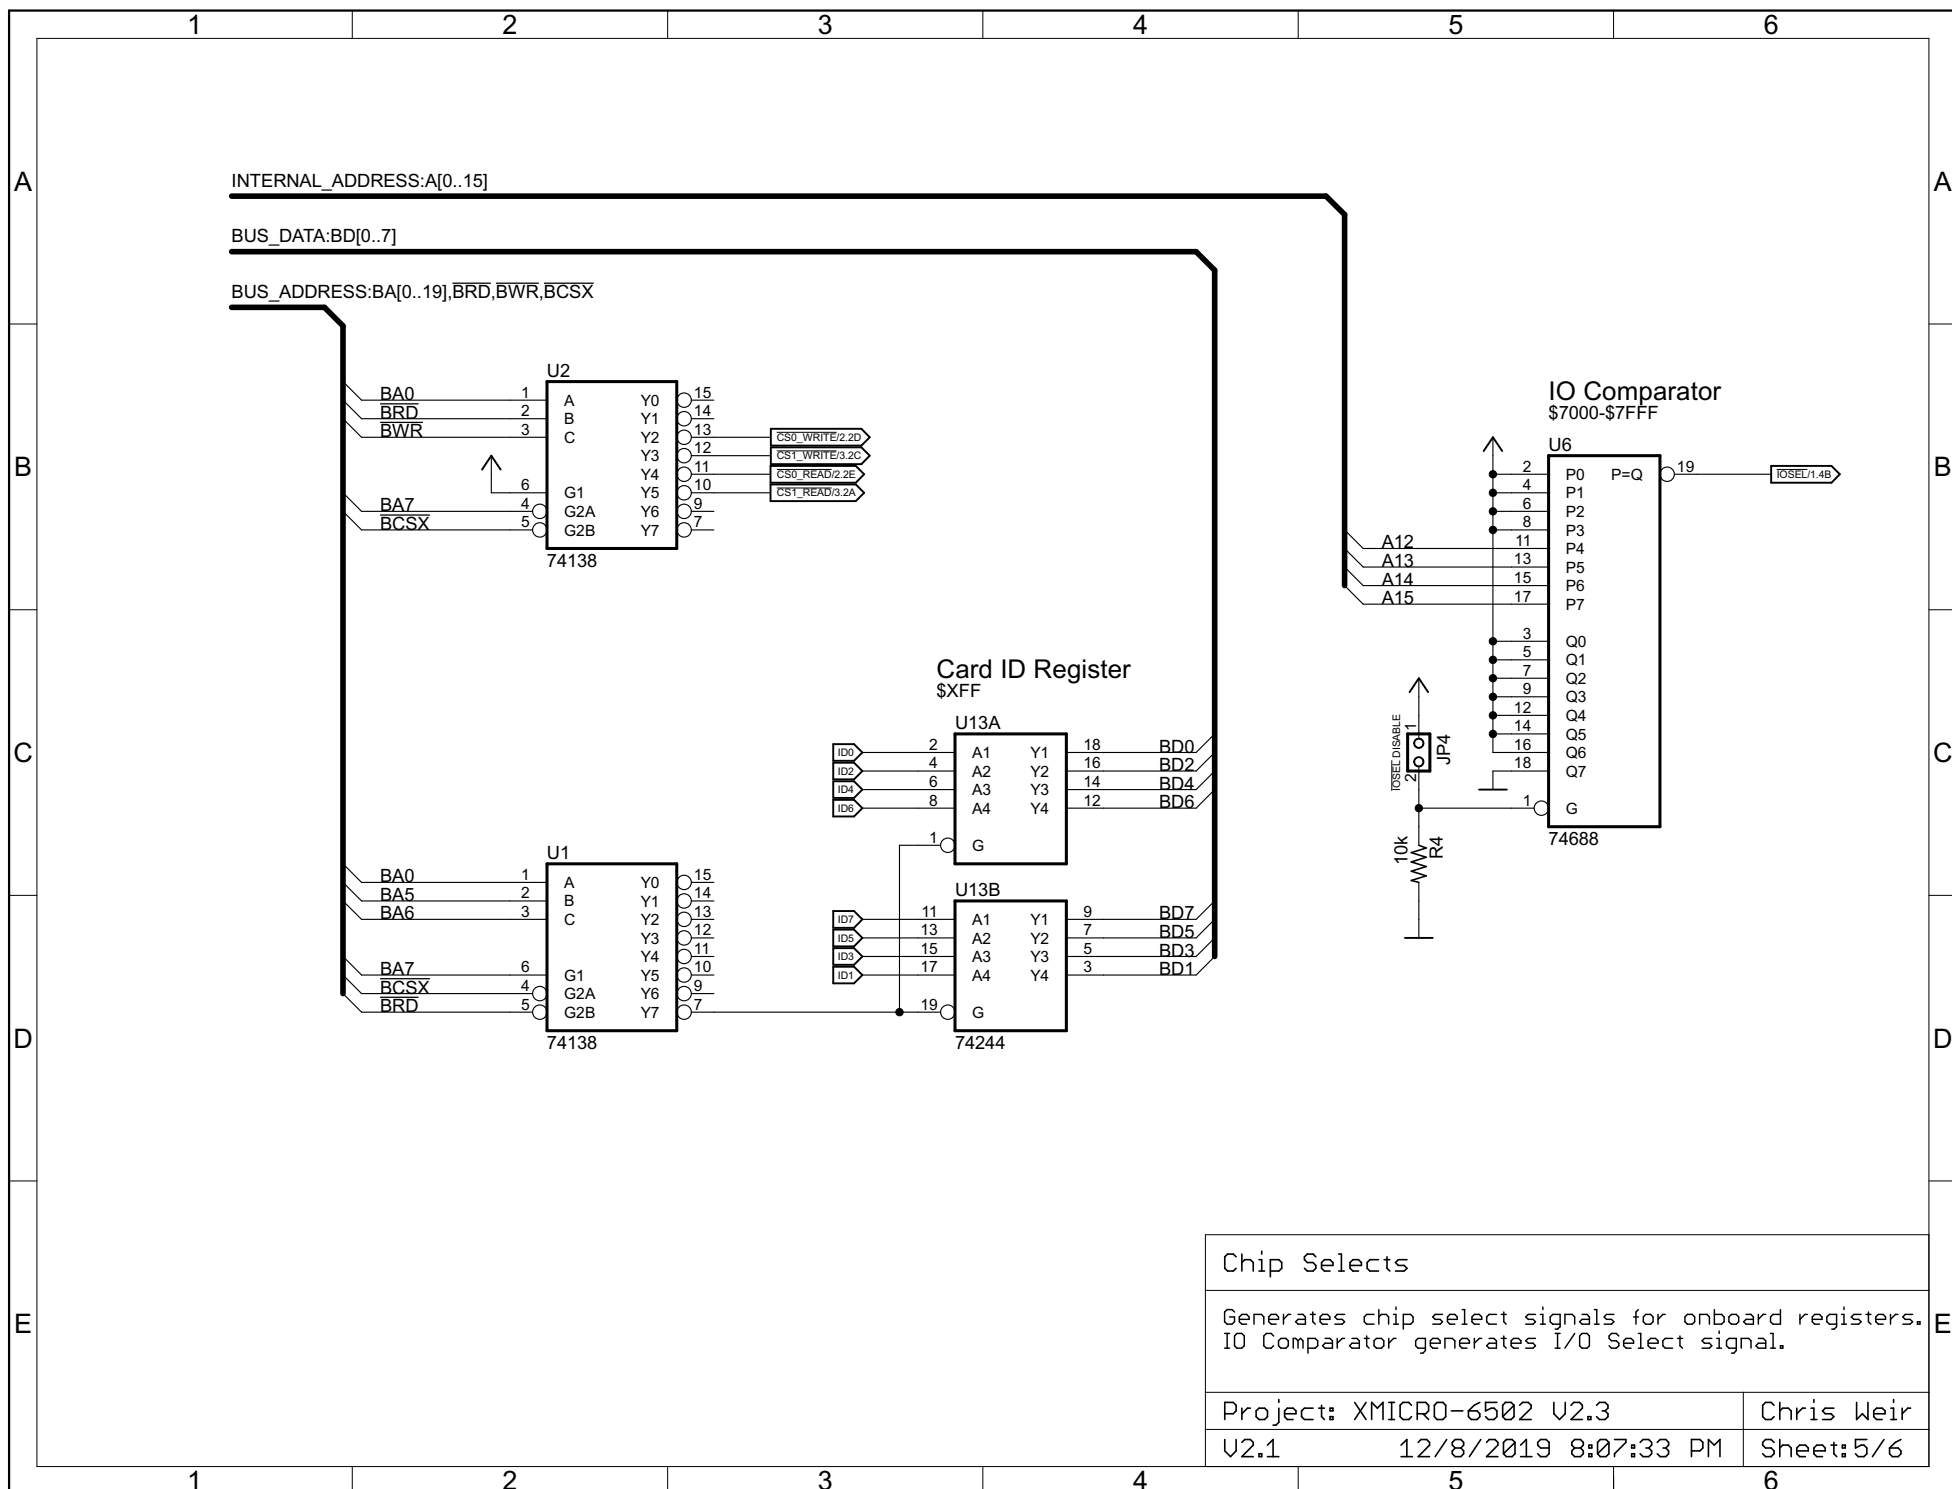 1 2 3 4 5 6
A A
INTERNAL_ADDRESS:A[0..15]
BUS_DATA:BD[0..7]
BUS_ADDRESS:BA[0..19],BRD,BWR,BCSX
B B
U2
BA0 1 A Y0 15
BRD 2 B Y1 14
BWR 3 C Y2 13 CS0_WRITE/2.2D
Y3 12 CS1_WRITE/3.2C
Y4 11 CS0_READ/2.2E
6 G1 Y5 10 CS1_READ/3.2A
BA7 4 G2A Y6 9
BCSX 5 G2B Y7 7
74138
IO Comparator
$7000-$7FFF
U6
2 P0 P=Q 19 IOSEL/1.4B
4 P1
6 P2
8 P3
A12 11 P4
A13 13 P5
A14 15 P6
A15 17 P7
3 Q0
5 Q1
7 Q2
9 Q3
12 Q4
14 Q5
16 Q6
18 Q7
1 G
74688
IOSEL DISABLE
1
2
JP4
10k
R4
C C
Card ID Register
$XFF
U13A
ID0 2 A1 Y1 18 BD0
ID2 4 A2 Y2 16 BD2
ID4 6 A3 Y3 14 BD4
ID6 8 A4 Y4 12 BD6
1 G
U1
BA0 1 A Y0 15
BA5 2 B Y1 14
BA6 3 C Y2 13
Y3 12
Y4 11
BA7 6 G1 Y5 10
BCSX 4 G2A Y6 9
BRD 5 G2B Y7 7
74138
U13B
ID7 11 A1 Y1 9 BD7
ID5 13 A2 Y2 7 BD5
ID3 15 A3 Y3 5 BD3
ID1 17 A4 Y4 3 BD1
19 G
74244
D D
E E
Chip Selects
Generates chip select signals for onboard registers.
IO Comparator generates I/O Select signal.
Project: XMICRO-6502 V2.3 Chris Weir
V2.1 12/8/2019 8:07:33 PM Sheet:5/6
1 2 3 4 5 6